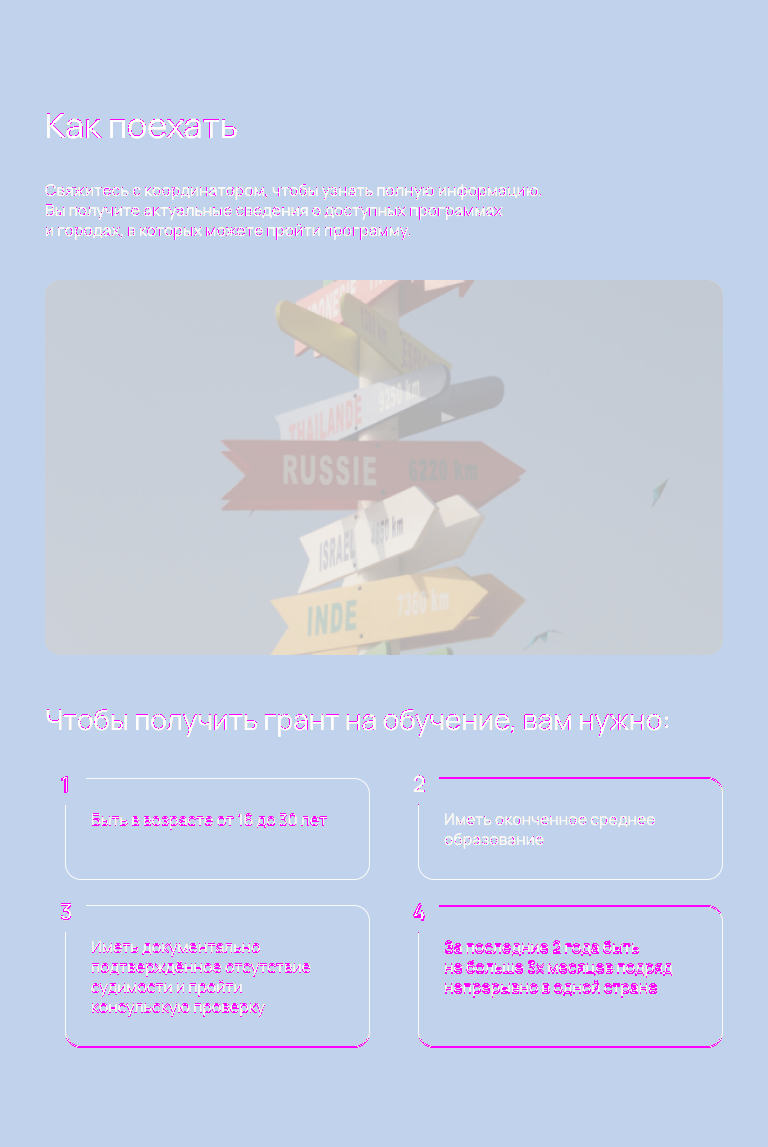 Как поехать
Свяжитесь с координатором, чтобы узнать полную информацию.
Вы получите актуальные сведения о доступных программах
и городах, в которых можете пройти программу.
THAILANDE 9250 km
RUSSIE 6220 km
ISRAEL km
INDE 7360 km
Чтобы получить грант на обучение, вам нужно:
1
Быть в возрасте от 18 до 30 лет
2
Иметь оконченное среднее
образование
3
Иметь документально
подтвержденное отсутствие
судимости и пройти
консульскую проверку
4
За последние 2 года быть
не больше 3х месяцев подряд
непрерывно в одной стране